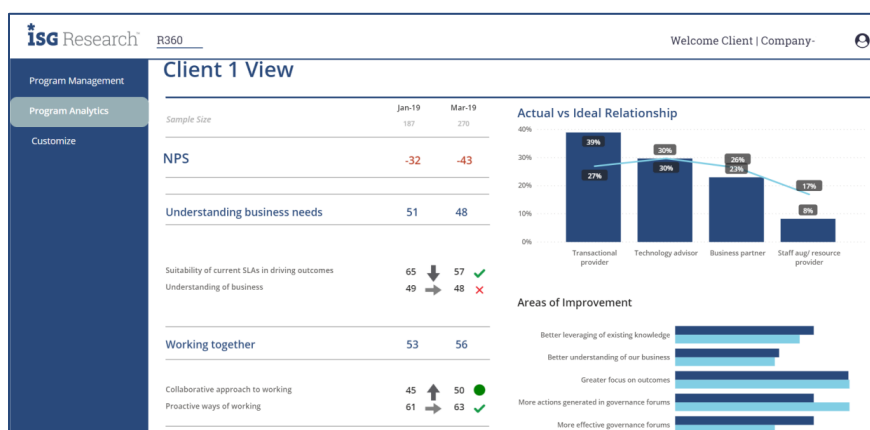 ISG Research™
R360
Welcome Client | Company-
Program Management
Program Analytics
Customize
Client 1 View
Jan-19 Mar-19
Sample Size 187 270
NPS -32 -43
Understanding business needs 51 48
Suitability of current SLAs in driving outcomes 65 57
Understanding of business 49 48
Working together 53 56
Collaborative approach to working 45 50
Proactive ways of working 61 63
Actual vs Ideal Relationship
40%
30%
20%
10%
0%
39%
27%
30%
30%
26%
23%
17%
8%
Transactional provider
Technology advisor
Business partner
Staff aug/ resource provider
Areas of Improvement
Better leveraging of existing knowledge
Better understanding of our business
Greater focus on outcomes
More actions generated in governance forums
More effective governance forums